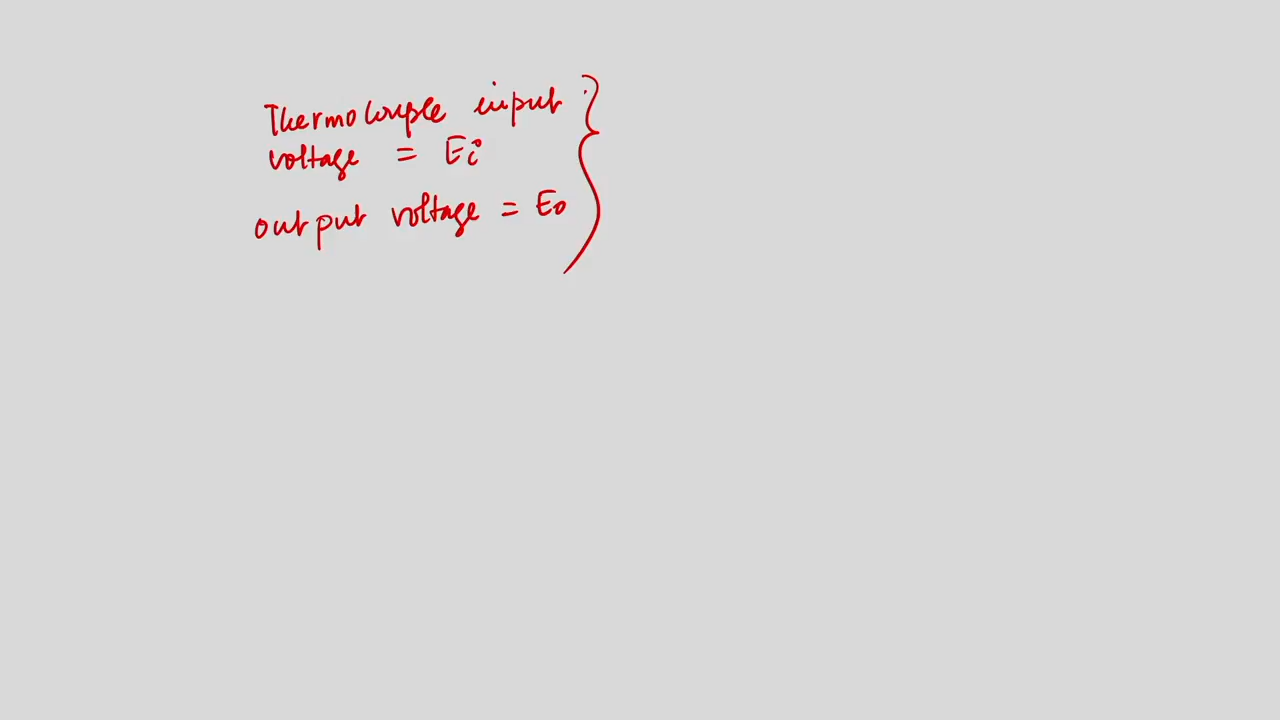 Thermocouple input
voltage = Ei
output voltage = Eo